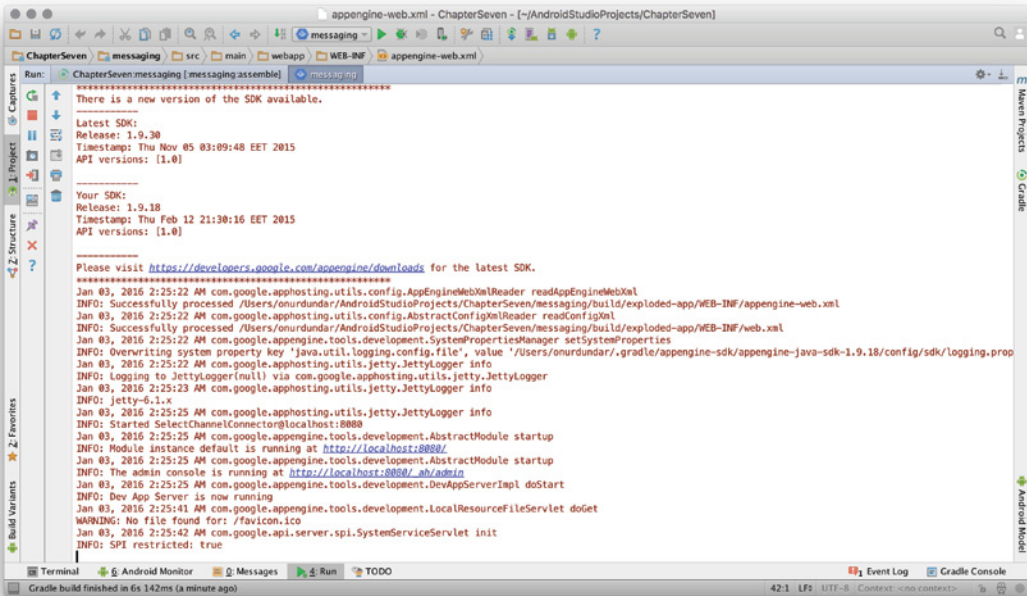 appengine-web.xml - ChapterSeven - [~/AndroidStudioProjects/ChapterSeven]
messaging
ChapterSeven messaging src main webapp WEB-INF appengine-web.xml
Run: ChapterSeven:messaging [:messaging:assemble] messaging
**********************************************************
There is a new version of the SDK available.
-----------
Latest SDK:
Release: 1.9.30
Timestamp: Thu Nov 05 03:09:48 EET 2015
API versions: [1.0]
-----------
Your SDK:
Release: 1.9.18
Timestamp: Thu Feb 12 21:30:16 EET 2015
API versions: [1.0]
-----------
Please visit https://developers.google.com/appengine/downloads for the latest SDK.
**********************************************************
Jan 03, 2016 2:25:22 AM com.google.apphosting.utils.config.AppEngineWebXmlReader readAppEngineWebXml
INFO: Successfully processed /Users/onurdundar/AndroidStudioProjects/ChapterSeven/messaging/build/exploded-app/WEB-INF/appengine-web.xml
Jan 03, 2016 2:25:22 AM com.google.apphosting.utils.config.AbstractConfigXmlReader readConfigXml
INFO: Successfully processed /Users/onurdundar/AndroidStudioProjects/ChapterSeven/messaging/build/exploded-app/WEB-INF/web.xml
Jan 03, 2016 2:25:22 AM com.google.appengine.tools.development.SystemPropertiesManager setSystemProperties
INFO: Overwriting system property key 'java.util.logging.config.file', value '/Users/onurdundar/.gradle/appengine-sdk/appengine-java-sdk-1.9.18/config/sdk/logging.prop
Jan 03, 2016 2:25:22 AM com.google.apphosting.utils.jetty.JettyLogger info
INFO: Logging to JettyLogger(null) via com.google.apphosting.utils.jetty.JettyLogger
Jan 03, 2016 2:25:23 AM com.google.apphosting.utils.jetty.JettyLogger info
INFO: jetty-6.1.x
Jan 03, 2016 2:25:25 AM com.google.apphosting.utils.jetty.JettyLogger info
INFO: Started SelectChannelConnector@localhost:8080
Jan 03, 2016 2:25:25 AM com.google.appengine.tools.development.AbstractModule startup
INFO: Module instance default is running at http://localhost:8080/
Jan 03, 2016 2:25:25 AM com.google.appengine.tools.development.AbstractModule startup
INFO: The admin console is running at http://localhost:8080/_ah/admin
Jan 03, 2016 2:25:25 AM com.google.appengine.tools.development.DevAppServerImpl doStart
INFO: Dev App Server is now running
Jan 03, 2016 2:25:41 AM com.google.appengine.tools.development.LocalResourceFileServlet doGet
WARNING: No file found for: /favicon.ico
Jan 03, 2016 2:25:42 AM com.google.api.server.spi.SystemServiceServlet init
INFO: SPI restricted: true
Captures
1: Project
Z: Structure
2: Favorites
Build Variants
Maven Projects
Gradle
Android Model
Terminal 6: Android Monitor 0: Messages 4: Run TODO 1 Event Log Gradle Console
Gradle build finished in 6s 142ms (a minute ago) 42:1 LF÷ UTF-8 Context: <no context>